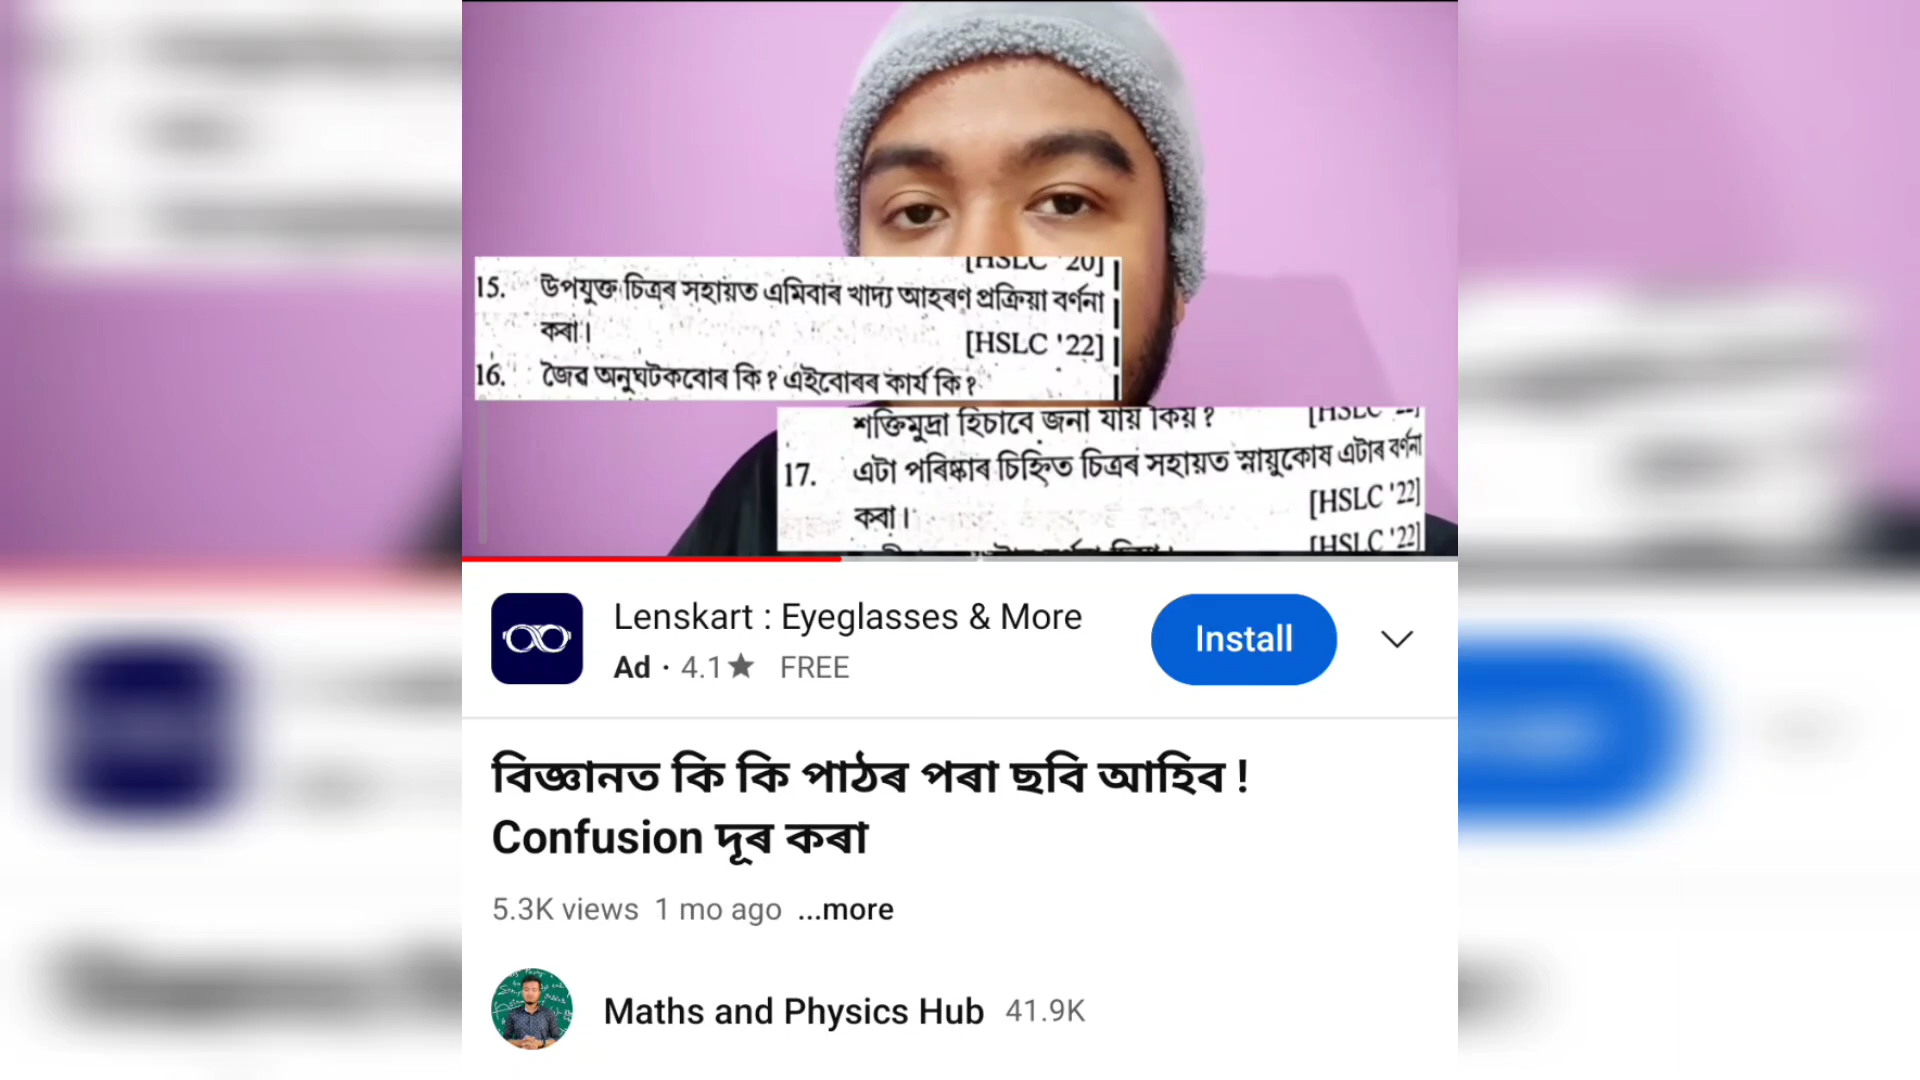 [HSLC '20]
15. উপযুক্ত চিত্ৰৰ সহায়ত এমিবাৰ খাদ্য আহৰণ প্ৰক্ৰিয়া বৰ্ণনা
কৰা।
[HSLC '22]
16. জৈৱ অনুঘটকবোৰ কি? এইবোৰৰ কাৰ্য কি?
শক্তিমুদ্ৰা হিচাবে জনা যায় কিয়?
17. এটা পৰিষ্কাৰ চিহ্নিত চিত্ৰৰ সহায়ত স্নায়ুকোষ এটাৰ বৰ্ণনা
কৰা।
[HSLC '22]
[HSLC '22]
Lenskart : Eyeglasses & More
Ad · 4.1★ FREE
Install
বিজ্ঞানত কি কি পাঠৰ পৰা ছবি আহিব !
Confusion দূৰ কৰা
5.3K views 1 mo ago ...more
Maths and Physics Hub 41.9K